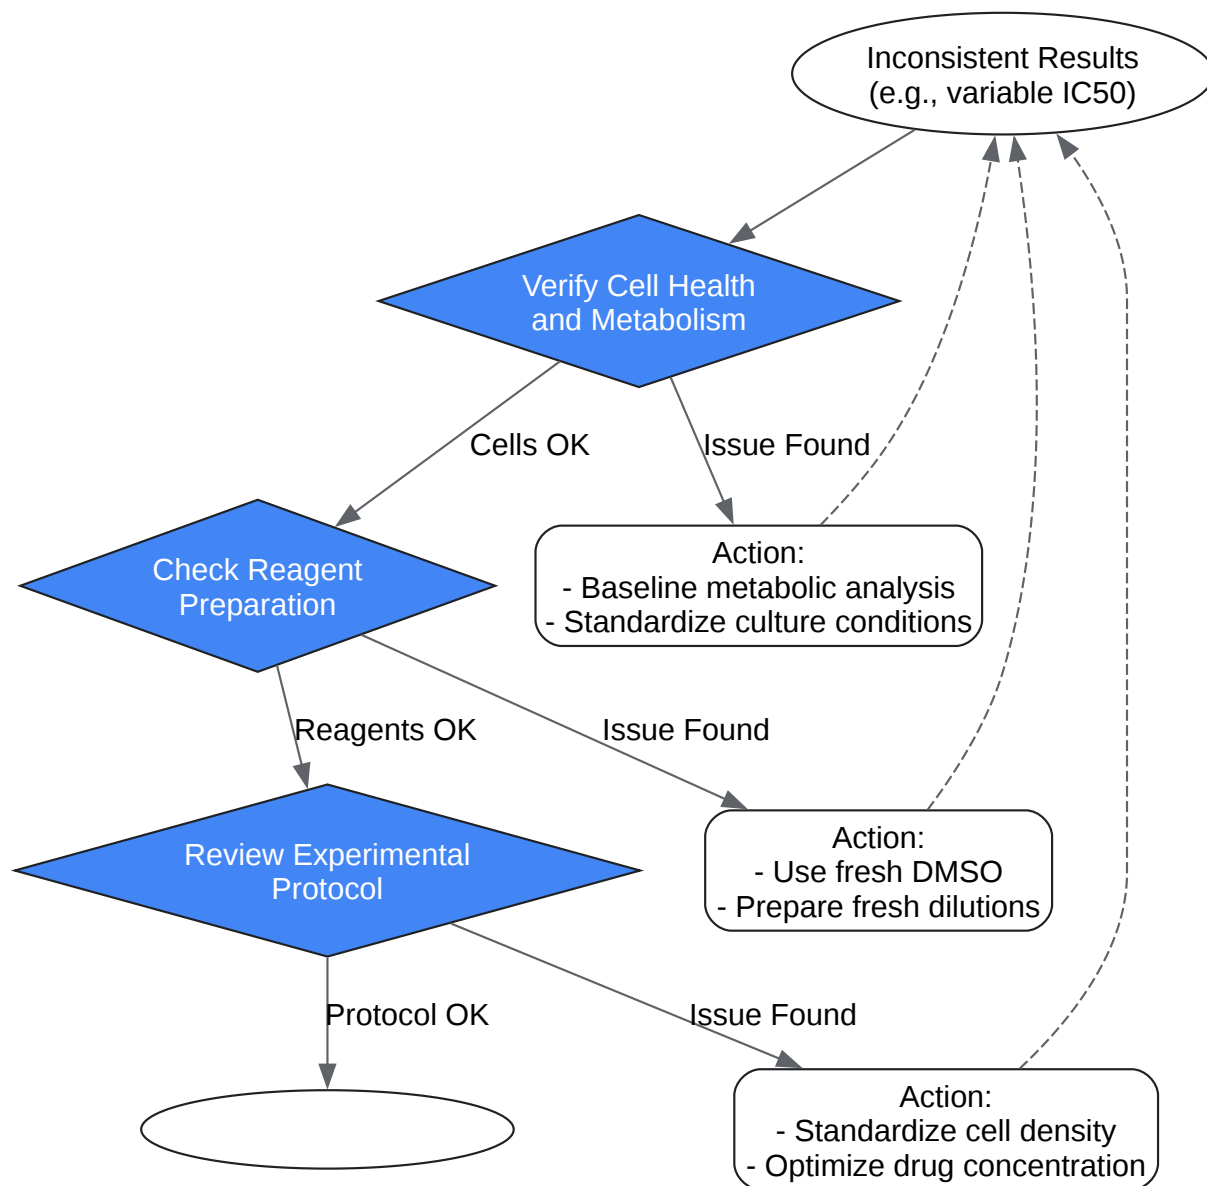 Inconsistent Results
(e.g., variable IC50)
Verify Cell Health
and Metabolism
Cells OK
Issue Found
Action:
- Baseline metabolic analysis
- Standardize culture conditions
Check Reagent
Preparation
Reagents OK
Issue Found
Action:
- Use fresh DMSO
- Prepare fresh dilutions
Review Experimental
Protocol
Protocol OK
Issue Found
Action:
- Standardize cell density
- Optimize drug concentration